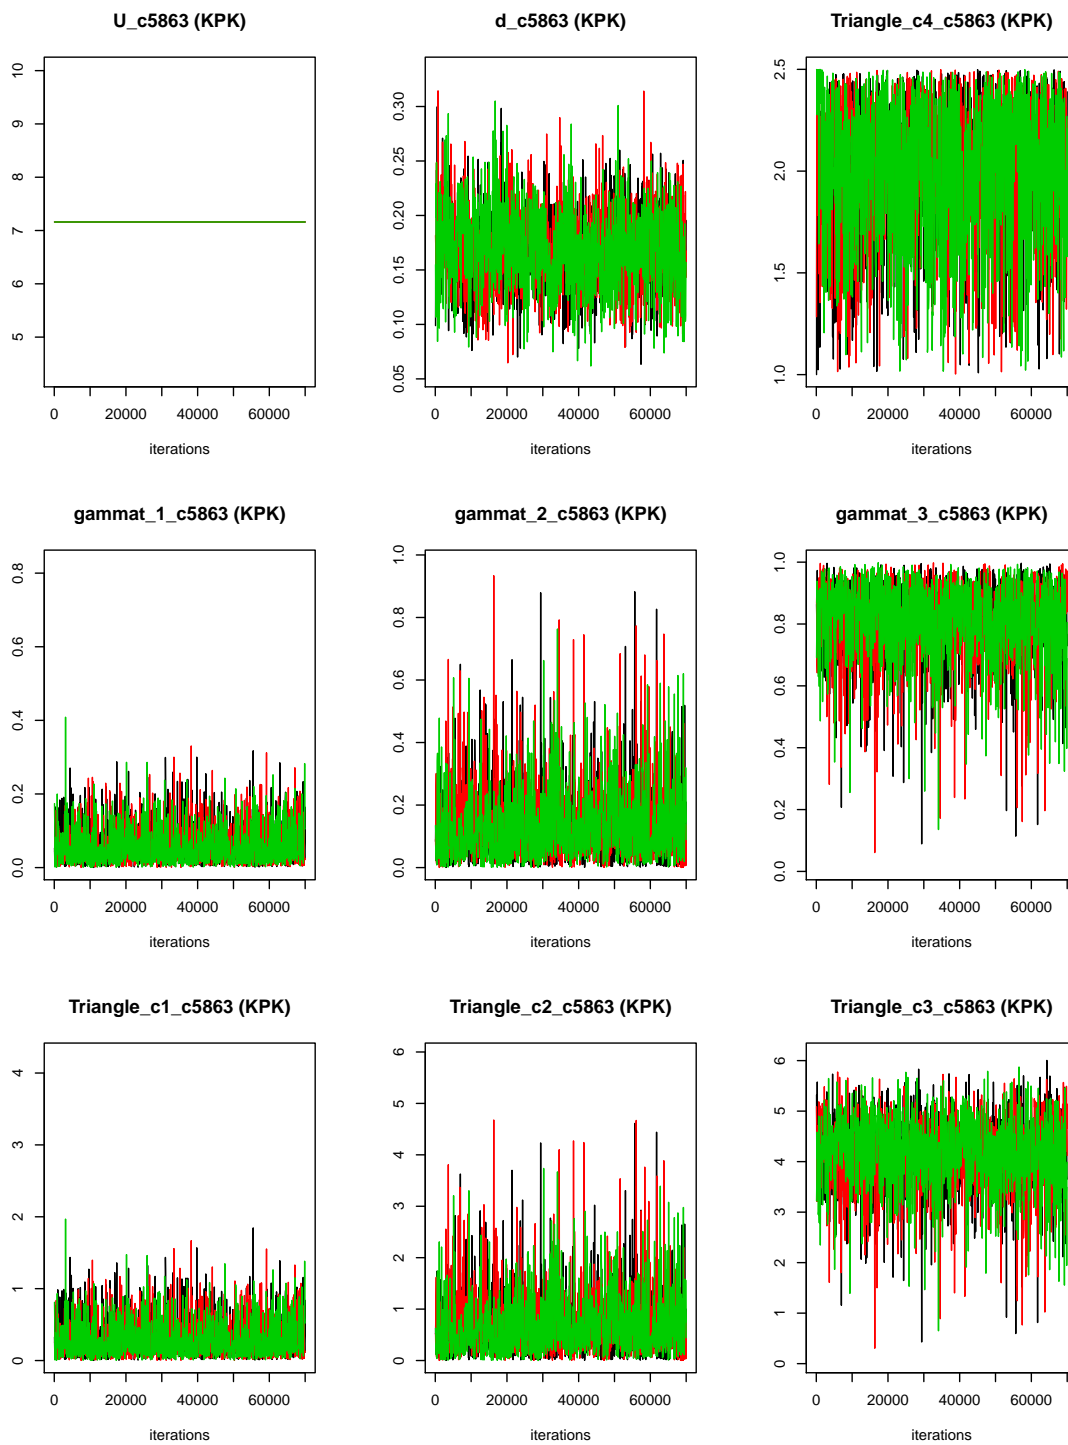 U_c5863 (KPK)
d_c5863 (KPK)
Triangle_c4_c5863 (KPK)
10
9
8
7
6
5
0 20000 40000 60000
iterations
0.30
0.25
0.20
0.15
0.10
0.05
0 20000 40000 60000
iterations
2.5
2.0
1.5
1.0
0 20000 40000 60000
iterations
gammat_1_c5863 (KPK)
gammat_2_c5863 (KPK)
gammat_3_c5863 (KPK)
0.8
0.6
0.4
0.2
0.0
0 20000 40000 60000
iterations
1.0
0.8
0.6
0.4
0.2
0.0
0 20000 40000 60000
iterations
1.0
0.8
0.6
0.4
0.2
0.0
0 20000 40000 60000
iterations
Triangle_c1_c5863 (KPK)
Triangle_c2_c5863 (KPK)
Triangle_c3_c5863 (KPK)
4
3
2
1
0
0 20000 40000 60000
iterations
6
5
4
3
2
1
0
0 20000 40000 60000
iterations
6
5
4
3
2
1
0
0 20000 40000 60000
iterations